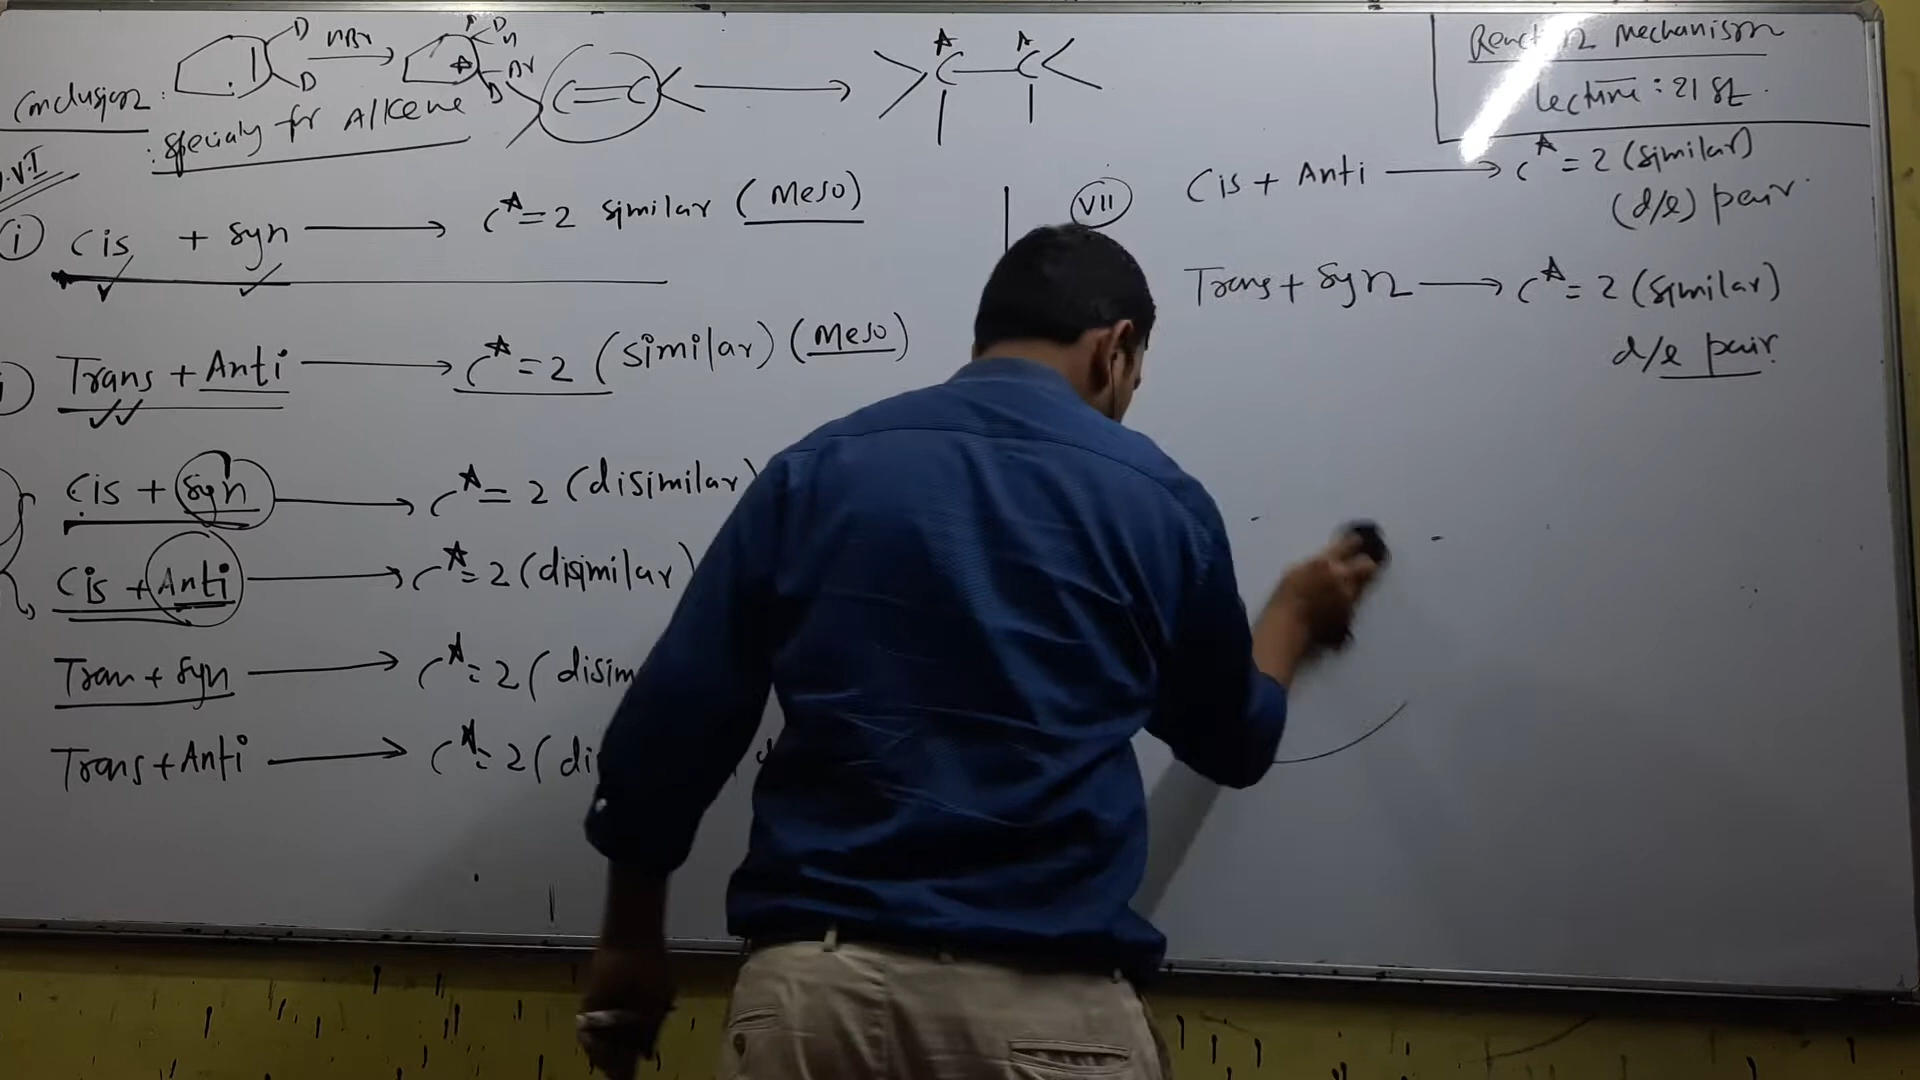 Conclusion :
D
HBr
D
D
H
Br
D
C=C
C—C
: Specialy for Alkene
V.V.I
(i) Cis + Syn → C* = 2 similar (Meso)
Trans + Anti → C* = 2 (similar) (Meso)
Cis + Syn → C* = 2 (disimilar)
Cis + Anti → C* = 2 (disimilar)
Tran + Syn → C* = 2 (disim
Trans + Anti → C* = 2 (di
Reaction Mechanism
Lecture : 21 st.
(VII) Cis + Anti → C* = 2 (similar)
(d/l) pair.
Trans + Syn → C* = 2 (similar)
d/l pair.